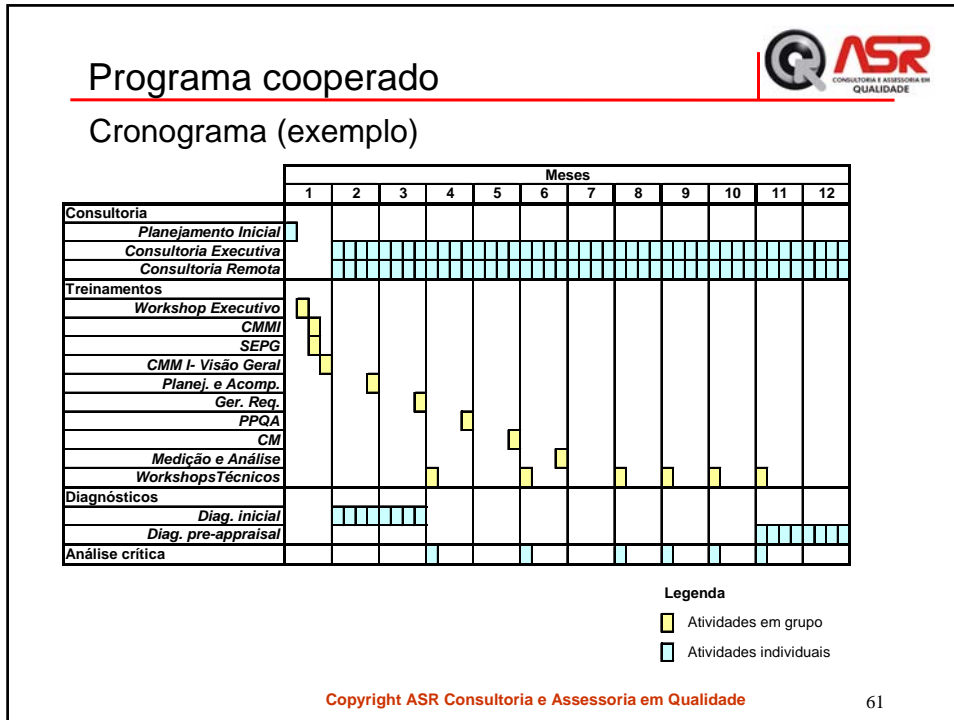 Programa cooperado
ASR
CONSULTORIA E ASSESSORIA EM
QUALIDADE
Cronograma (exemplo)
Meses
1 2 3 4 5 6 7 8 9 10 11 12
Consultoria
Planejamento Inicial
Consultoria Executiva
Consultoria Remota
Treinamentos
Workshop Executivo
CMMI
SEPG
CMM I- Visão Geral
Planej. e Acomp.
Ger. Req.
PPQA
CM
Medição e Análise
WorkshopsTécnicos
Diagnósticos
Diag. inicial
Diag. pre-appraisal
Análise crítica
Legenda
Atividades em grupo
Atividades individuais
Copyright ASR Consultoria e Assessoria em Qualidade 61